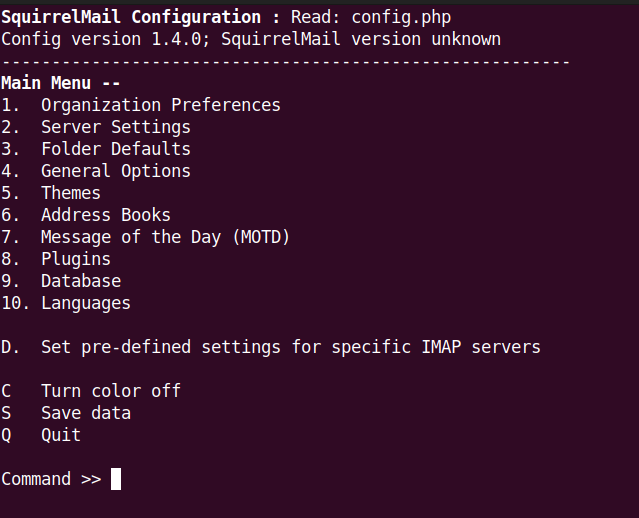 SquirrelMail Configuration : Read: config.php
Config version 1.4.0; SquirrelMail version unknown
---------------------------------------------------------
Main Menu --
1.  Organization Preferences
2.  Server Settings
3.  Folder Defaults
4.  General Options
5.  Themes
6.  Address Books
7.  Message of the Day (MOTD)
8.  Plugins
9.  Database
10. Languages

D.  Set pre-defined settings for specific IMAP servers

C   Turn color off
S   Save data
Q   Quit

Command >>